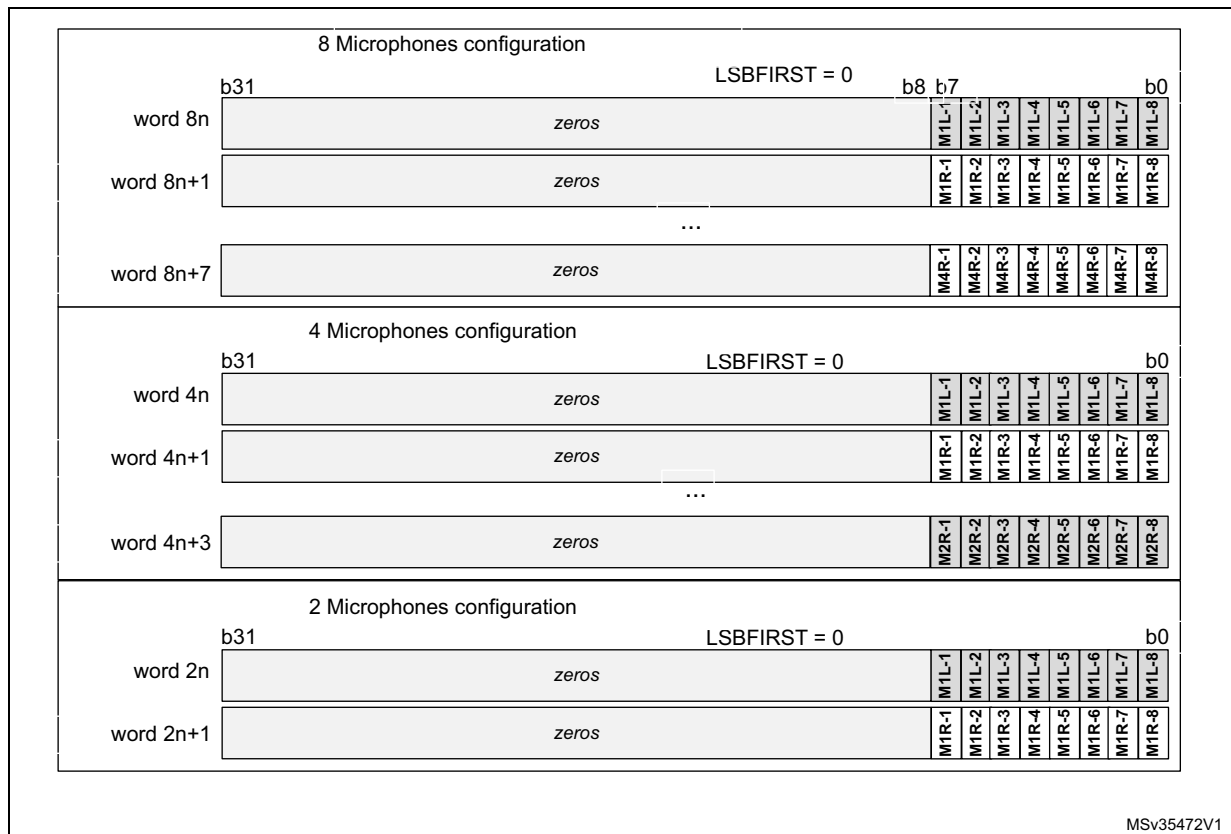 8 Microphones configuration
LSBFIRST = 0
b31 b8 b7 b0
word 8n zeros M1L-1 M1L-2 M1L-3 M1L-4 M1L-5 M1L-6 M1L-7 M1L-8
word 8n+1 zeros M1R-1 M1R-2 M1R-3 M1R-4 M1R-5 M1R-6 M1R-7 M1R-8
...
word 8n+7 zeros M4R-1 M4R-2 M4R-3 M4R-4 M4R-5 M4R-6 M4R-7 M4R-8
4 Microphones configuration
b31 LSBFIRST = 0 b0
word 4n zeros M1L-1 M1L-2 M1L-3 M1L-4 M1L-5 M1L-6 M1L-7 M1L-8
word 4n+1 zeros M1R-1 M1R-2 M1R-3 M1R-4 M1R-5 M1R-6 M1R-7 M1R-8
...
word 4n+3 zeros M2R-1 M2R-2 M2R-3 M2R-4 M2R-5 M2R-6 M2R-7 M2R-8
2 Microphones configuration
b31 LSBFIRST = 0 b0
word 2n zeros M1L-1 M1L-2 M1L-3 M1L-4 M1L-5 M1L-6 M1L-7 M1L-8
word 2n+1 zeros M1R-1 M1R-2 M1R-3 M1R-4 M1R-5 M1R-6 M1R-7 M1R-8
MSv35472V1